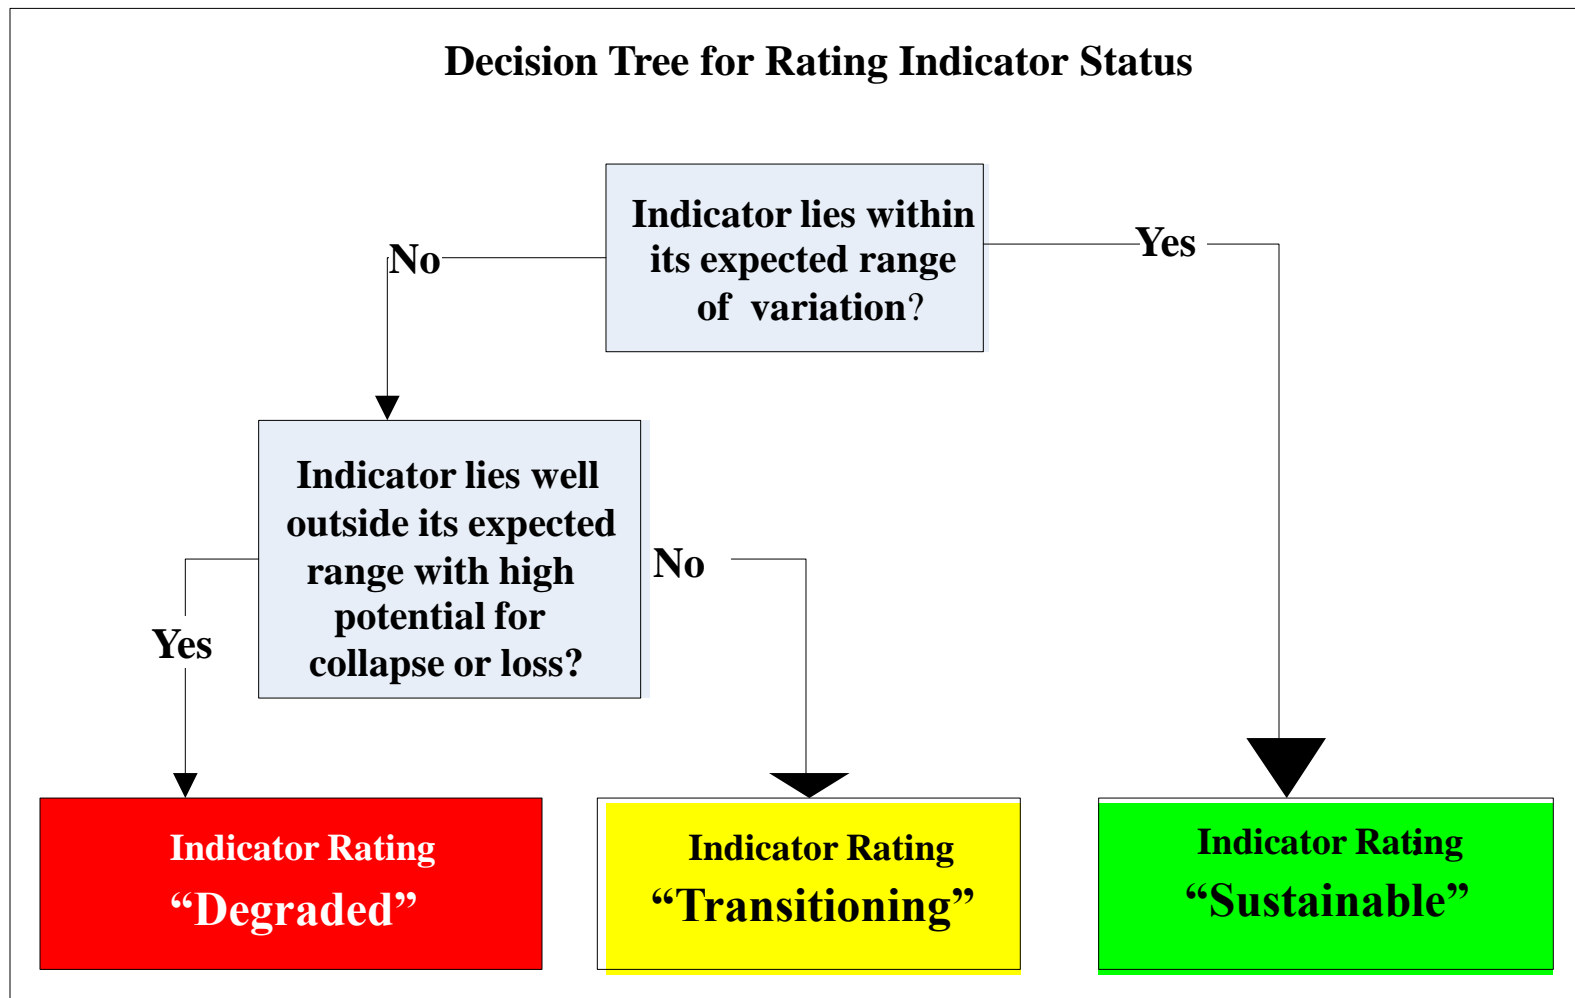 Decision Tree for Rating Indicator Status
Indicator lies within
its expected range
of variation?
No
Yes
Indicator lies well
outside its expected
range with high
potential for
collapse or loss?
No
Yes
Indicator Rating
“Degraded”
Indicator Rating
“Transitioning”
Indicator Rating
“Sustainable”